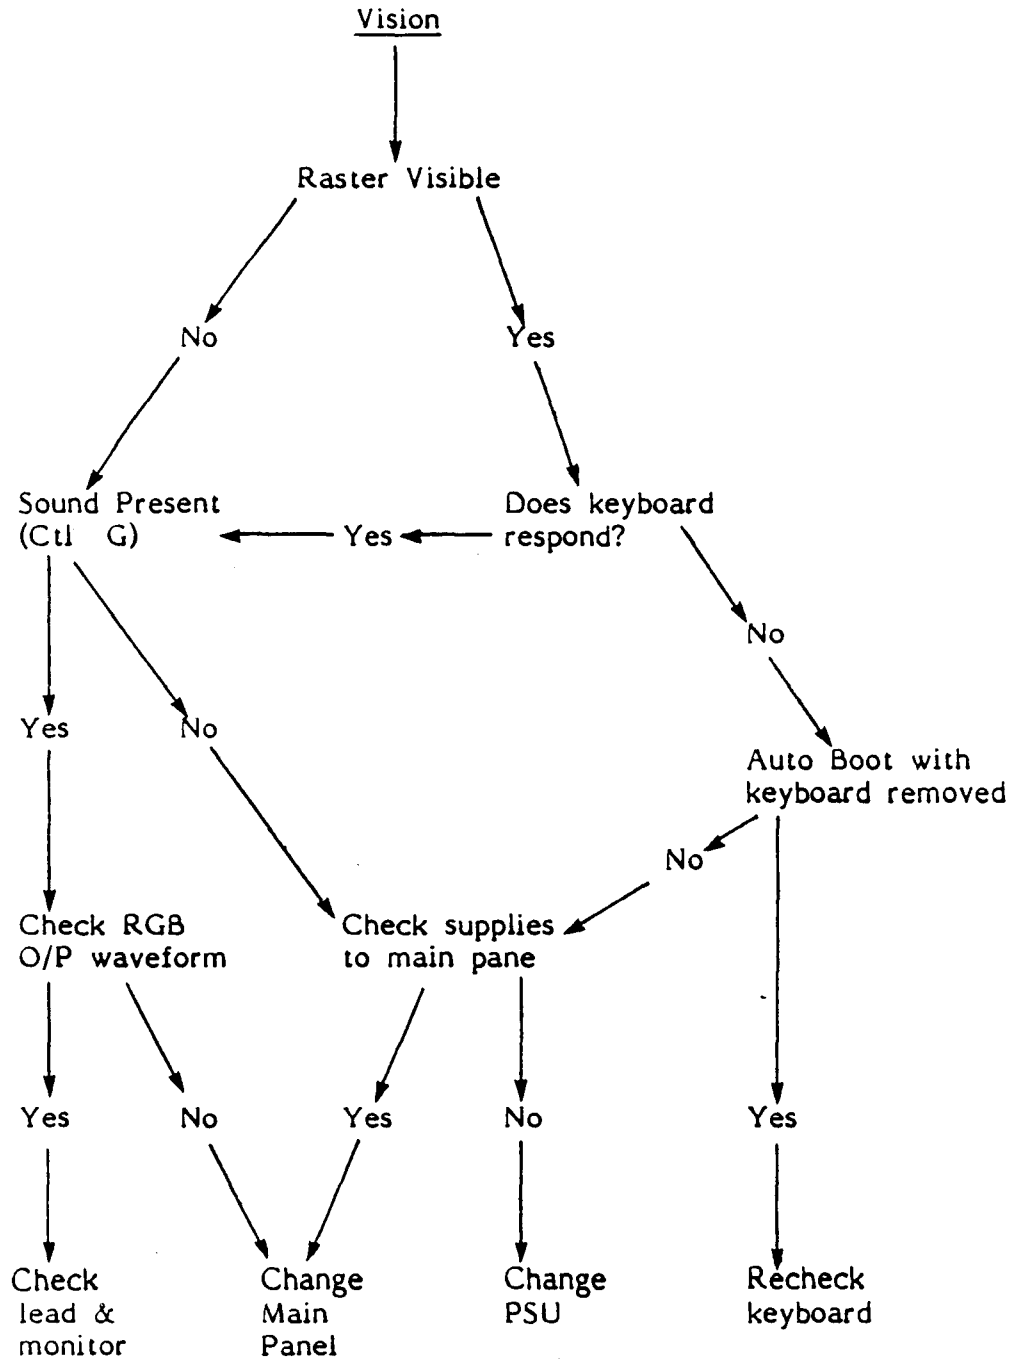 Vision
Raster Visible
No
Yes
Sound Present
(Ctl G)
Yes
Does keyboard
respond?
No
Yes
No
Auto Boot with
keyboard removed
No
Check RGB
O/P waveform
Check supplies
to main pane
Yes
No
Yes
No
Yes
Check
lead &
monitor
Change
Main
Panel
Change
PSU
Recheck
keyboard